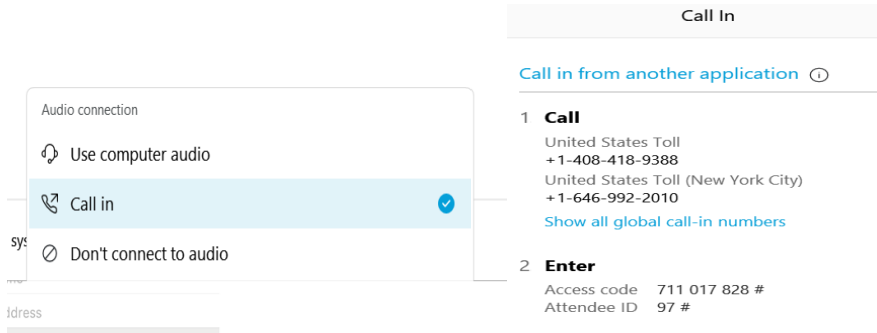 Call In
Call in from another application
Audio connection
Use computer audio
Call in
Don't connect to audio
1 Call
United States Toll
+1-408-418-9388
United States Toll (New York City)
+1-646-992-2010
Show all global call-in numbers
2 Enter
Access code 711 017 828 #
Attendee ID 97 #